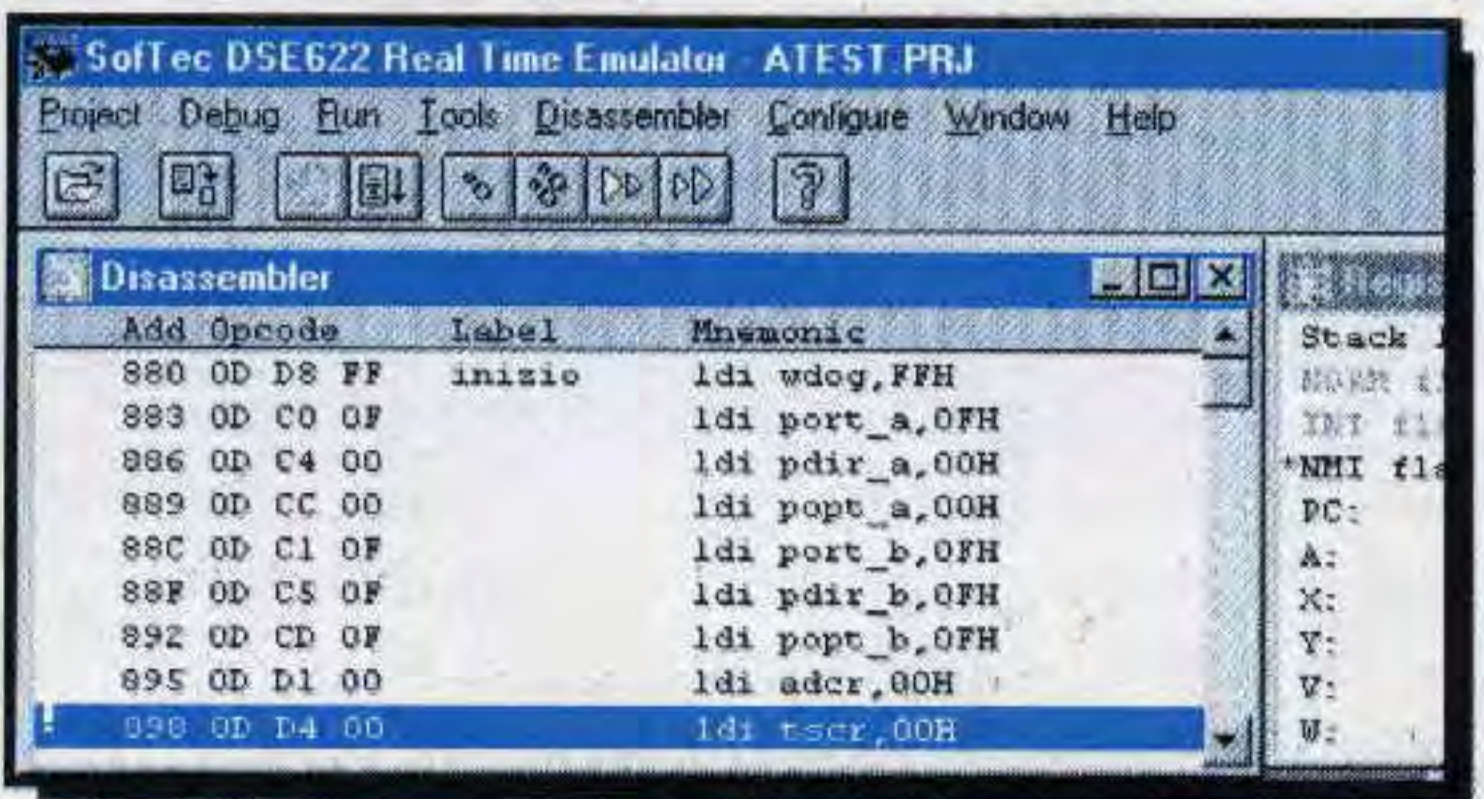 SofTec DSE622 Real Time Emulator - ATEST.PRJ
Project Debug Run Tools Disassembler Configure Window Help
Disassembler
Add Opcode Label Mnemonic
880 0D D8 FF inizio ldi wdog,FFH
883 0D C0 0F ldi port_a,0FH
886 0D C4 00 ldi pdir_a,00H
889 0D CC 00 ldi popt_a,00H
88C 0D C1 0F ldi port_b,0FH
88F 0D C5 0F ldi pdir_b,0FH
892 0D CD 0F ldi popt_b,0FH
895 0D D1 00 ldi adcr,00H
! 898 0D D4 00 ldi tscr,00H
Stack
NORM
INT
*NMI
PC:
A:
X:
Y:
V:
W: